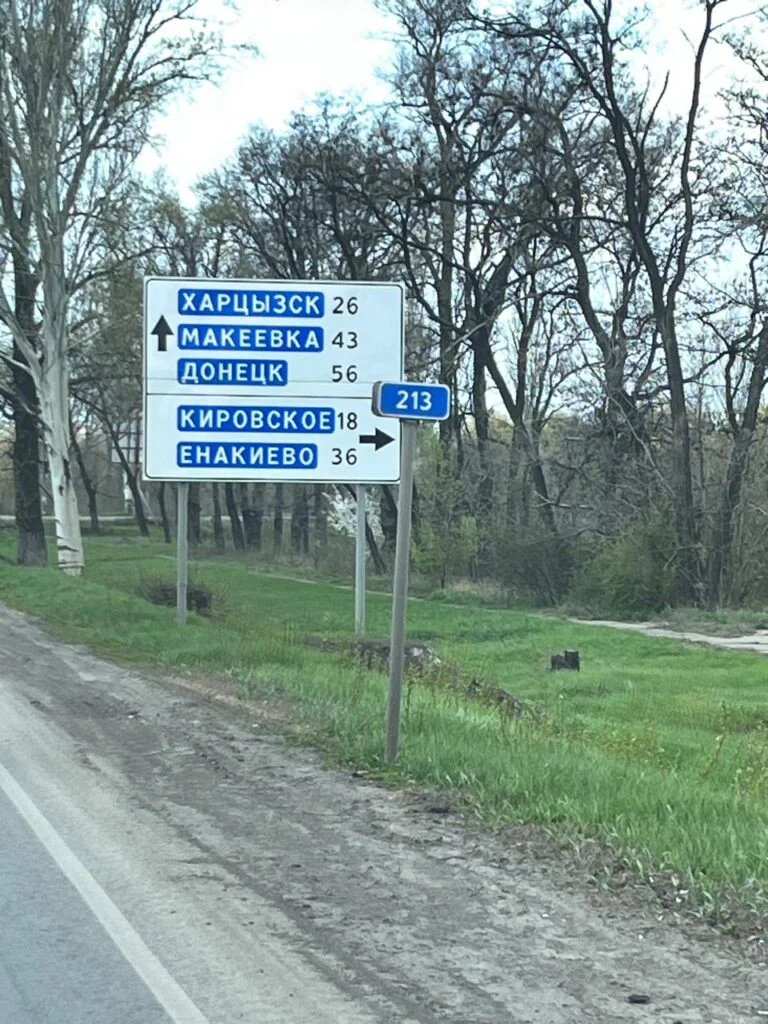 ХАРЦЫЗСК 26
МАКЕЕВКА 43
ДОНЕЦК 56
213
КИРОВСКОЕ 18
ЕНАКИЕВО 36